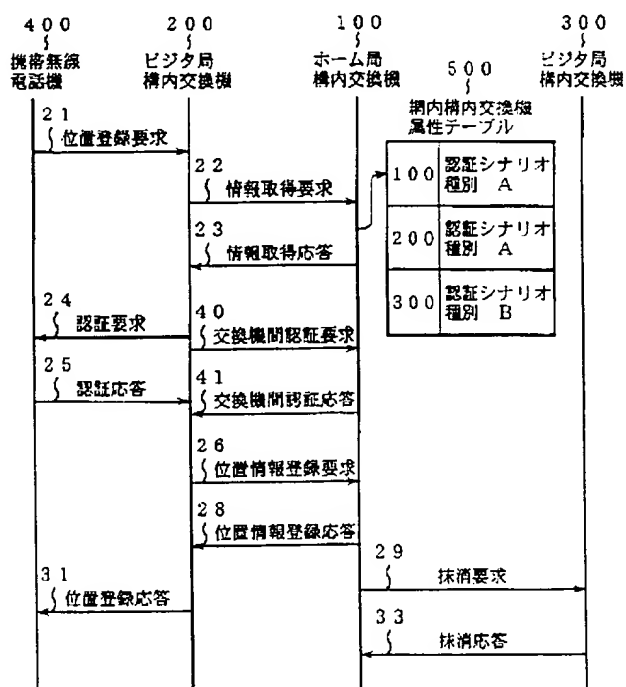 400
200
100
300
携帯無線
電話機
ビジタ局
構内交換機
ホーム局
構内交換機
ビジタ局
構内交換機
500
網内構内交換機
属性テーブル
21
位置登録要求
22
情報取得要求
100
認証シナリオ
種別 A
23
情報取得応答
200
認証シナリオ
種別 A
24
認証要求
40
交換機間認証要求
300
認証シナリオ
種別 B
25
認証応答
41
交換機間認証応答
26
位置情報登録要求
28
位置情報登録応答
29
抹消要求
31
位置登録応答
33
抹消応答